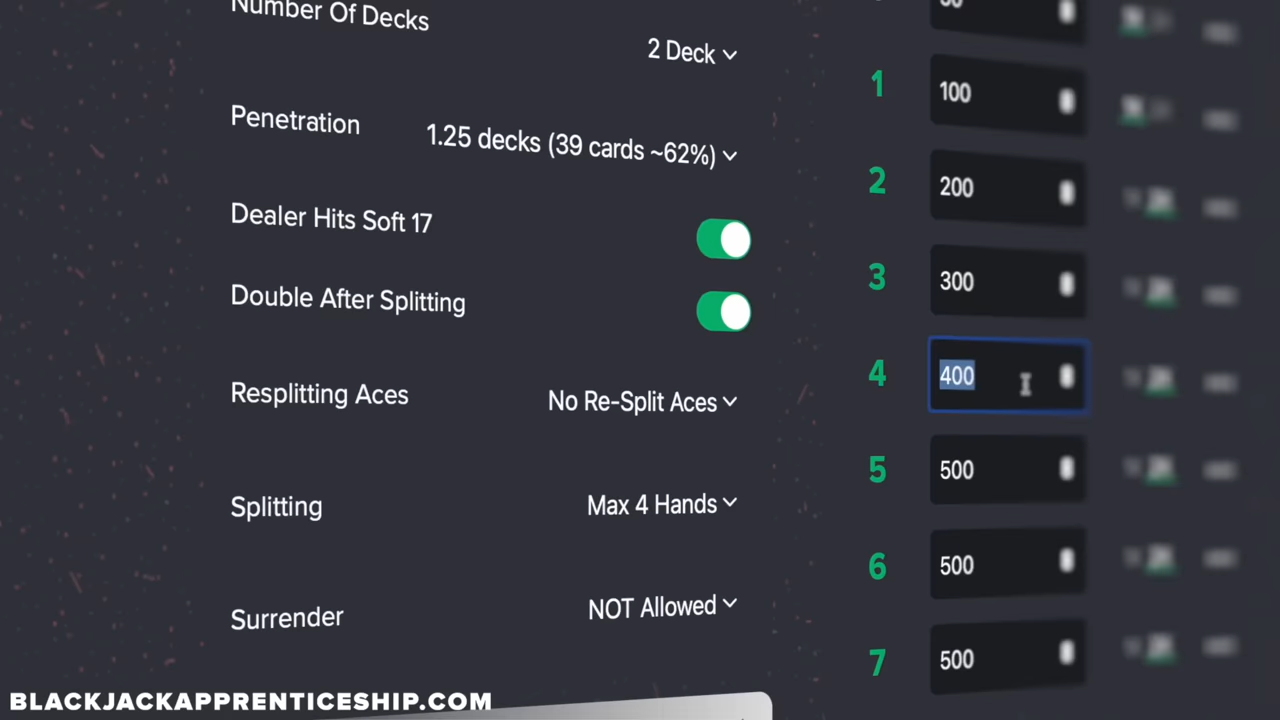 Number Of Decks
2 Deck
Penetration
1.25 decks (39 cards ~62%)
Dealer Hits Soft 17
Double After Splitting
Resplitting Aces
No Re-Split Aces
Splitting
Max 4 Hands
Surrender
NOT Allowed
1 100
2 200
3 300
4 400
5 500
6 500
7 500
BLACKJACKAPPRENTICESHIP.COM